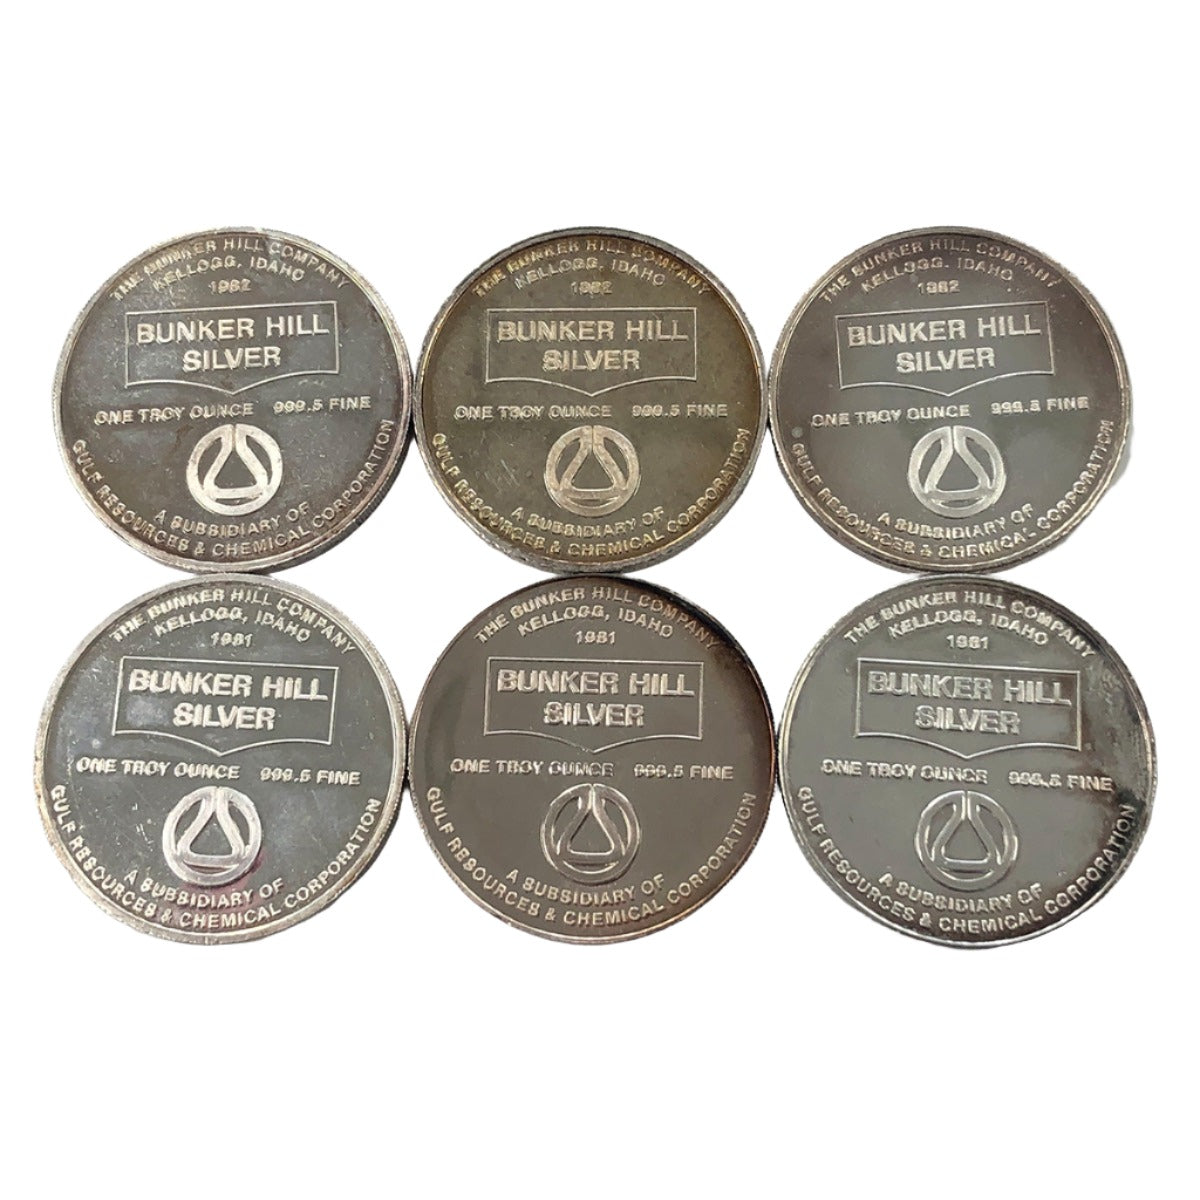 THE BUNKER HILL COMPANY
KELLOGG, IDAHO
1982
BUNKER HILL
SILVER
ONE TROY OUNCE 999.5 FINE
A SUBSIDIARY OF
GULF RESOURCES & CHEMICAL CORPORATION
THE BUNKER HILL COMPANY
KELLOGG, IDAHO
1982
BUNKER HILL
SILVER
ONE TROY OUNCE 999.5 FINE
A SUBSIDIARY OF
GULF RESOURCES & CHEMICAL CORPORATION
THE BUNKER HILL COMPANY
KELLOGG, IDAHO
1982
BUNKER HILL
SILVER
ONE TROY OUNCE 999.5 FINE
A SUBSIDIARY OF
GULF RESOURCES & CHEMICAL CORPORATION
THE BUNKER HILL COMPANY
KELLOGG, IDAHO
1981
BUNKER HILL
SILVER
ONE TROY OUNCE 999.5 FINE
A SUBSIDIARY OF
GULF RESOURCES & CHEMICAL CORPORATION
THE BUNKER HILL COMPANY
KELLOGG, IDAHO
1981
BUNKER HILL
SILVER
ONE TROY OUNCE 999.5 FINE
A SUBSIDIARY OF
GULF RESOURCES & CHEMICAL CORPORATION
THE BUNKER HILL COMPANY
KELLOGG, IDAHO
1981
BUNKER HILL
SILVER
ONE TROY OUNCE 999.5 FINE
A SUBSIDIARY OF
GULF RESOURCES & CHEMICAL CORPORATION